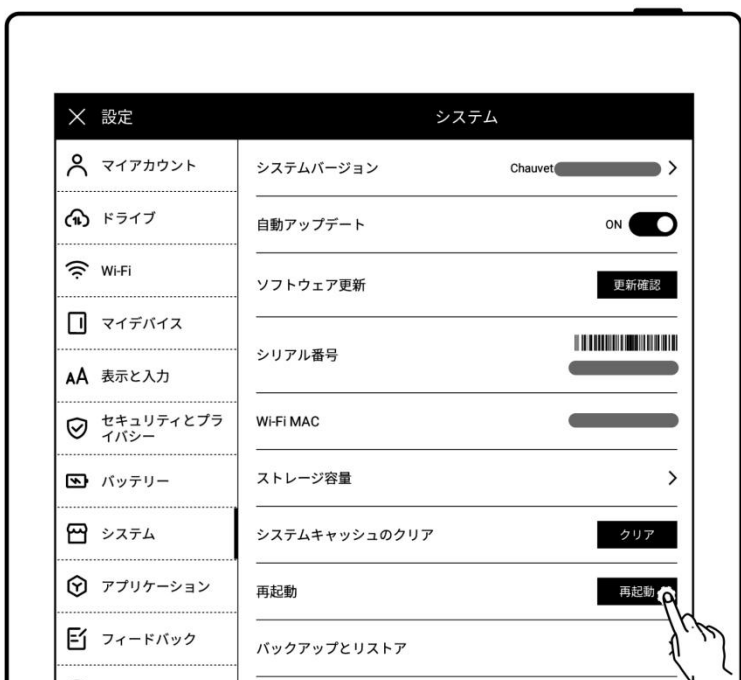 設定
システム
マイアカウント
ドライブ
Wi-Fi
マイデバイス
表示と入力
セキュリティとプラ
イバシー
バッテリー
システム
アプリケーション
フィードバック
システムバージョン Chauvet
自動アップデート ON
ソフトウェア更新 更新確認
シリアル番号
Wi-Fi MAC
ストレージ容量
システムキャッシュのクリア クリア
再起動 再起動
バックアップとリストア